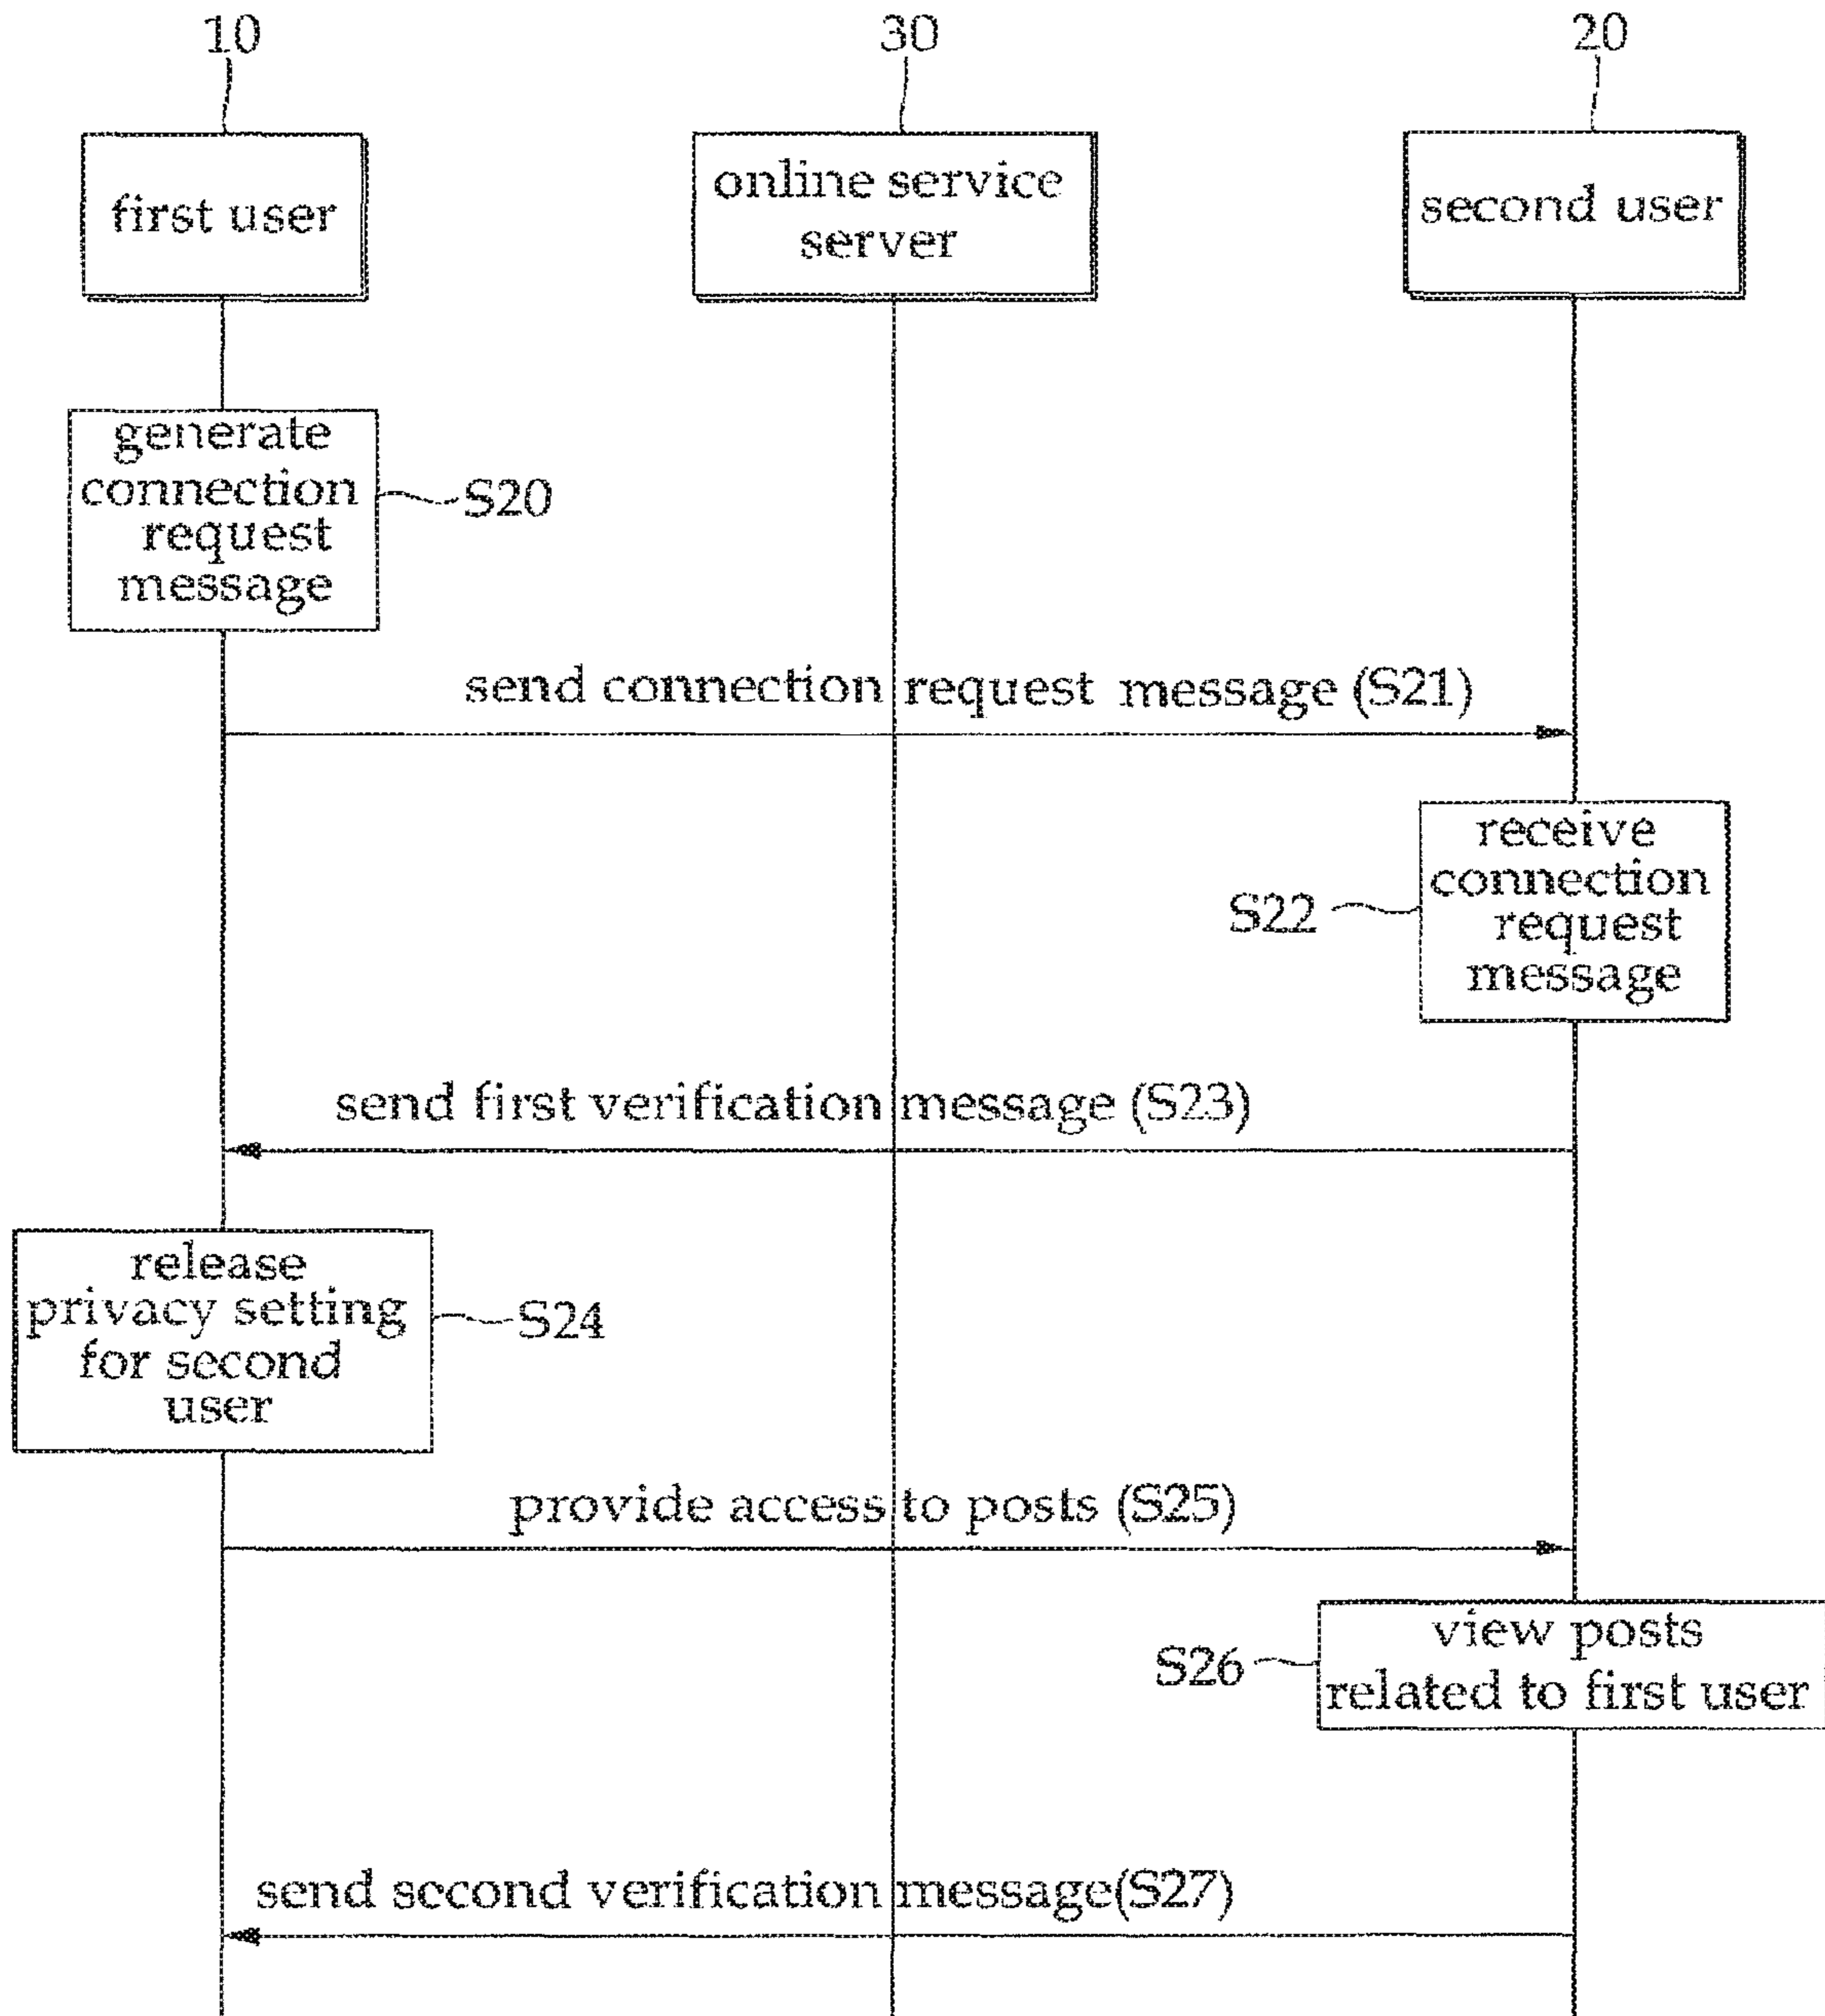 10
30
20
first user
online service
server
second user
generate
connection
request
message
S20
send connection request message (S21)
receive
connection
request
message
S22
send first verification message (S23)
release
privacy setting
for second
user
S24
provide access to posts (S25)
view posts
related to first user
S26
send second verification message(S27)